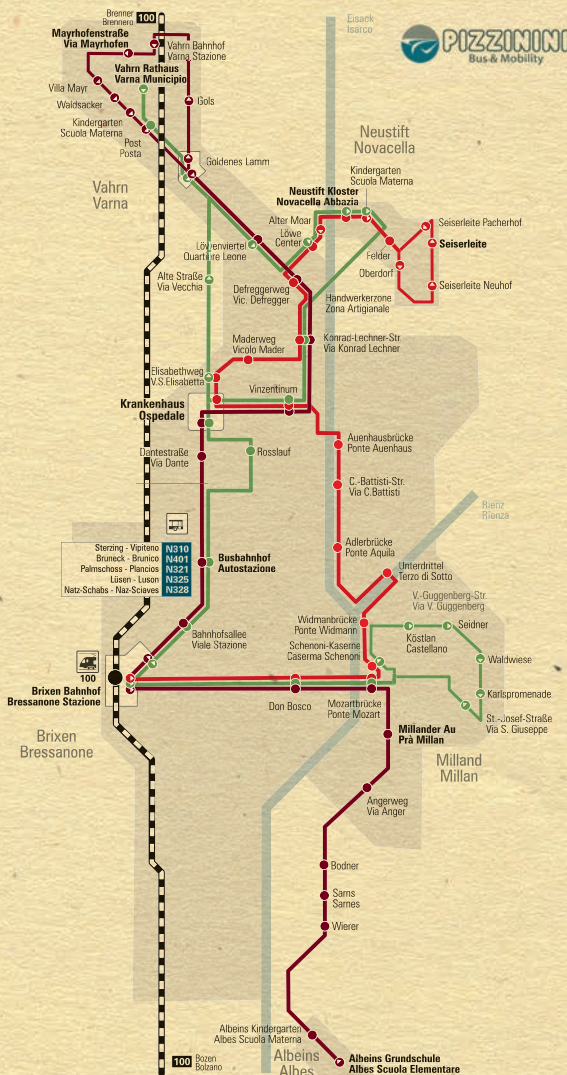 Brenner
Brennero
100
Eisack
Isarco
PIZZININI
Bus & Mobility
Mayrhofenstraße
Via Mayrhofen
Vahrn Bahnhof
Varna Stazione
Vahrn Rathaus
Varna Municipio
Villa Mayr
Waldsacker
Gols
Kindergarten
Scuola Materna
Post
Posta
Goldenes Lamm
Neustift
Novacella
Kindergarten
Scuola Materna
Vahrn
Varna
Neustift Kloster
Novacella Abbazia
Alter Moar
Löwe
Center
Seiserleite Pacherhof
Seiserleite
Löwenviertel
Quartiere Leone
Felder
Oberdorf
Alte Straße
Via Vecchia
Defreggerweg
Vic. Defregger
Seiserleite Neuhof
Handwerkerzone
Zona Artigianale
Maderweg
Vicolo Mader
Konrad-Lechner-Str.
Via Konrad Lechner
Elisabethweg
V.S.Elisabetta
Vinzentinum
Krankenhaus
Ospedale
Dantestraße
Via Dante
Rosslauf
Auenhausbrücke
Ponte Auenhaus
C.-Battisti-Str.
Via C.Battisti
Rienz
Rienza
Adlerbrücke
Ponte Aquila
Sterzing - Vipiteno N310
Bruneck - Brunico N401
Palmschoss - Plancios N321
Lüsen - Luson N325
Natz-Schabs - Naz-Sciaves N328
Busbahnhof
Autostazione
Unterdrittel
Terzo di Sotto
V.-Guggenberg-Str.
Via V. Guggenberg
Bahnhofsallee
Viale Stazione
Widmanbrücke
Ponte Widmann
Seidner
Köstlan
Castellano
Schenoni-Kaserne
Caserma Schenoni
Waldwiese
100
Brixen Bahnhof
Bressanone Stazione
Karlspromenade
Don Bosco
Mozartbrücke
Ponte Mozart
St.-Josef-Straße
Via S. Giuseppe
Brixen
Bressanone
Millander Au
Prà Millan
Milland
Millan
Angerweg
Via Anger
Bodner
Sarns
Sarnes
Wierer
Albeins Kindergarten
Albes Scuola Materna
100
Bozen
Bolzano
Albeins
Albes
Albeins Grundschule
Albes Scuola Elementare